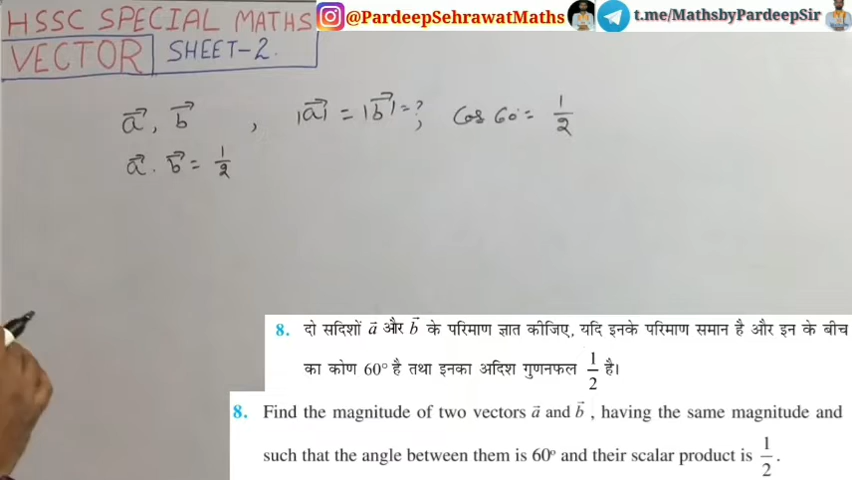 HSSC SPECIAL MATHS
@PardeepSehrawatMaths
t.me/MathsbyPardeepSir
VECTOR SHEET-2.
a⃗, b⃗ , |a⃗| = |b⃗| = ?, Cos 60° = 1/2
a⃗ . b⃗ = 1/2
8. दो सदिशों a⃗ और b⃗ के परिमाण ज्ञात कीजिए, यदि इनके परिमाण समान है और इन के बीच
का कोण 60° है तथा इनका अदिश गुणनफल 1/2 है।
8. Find the magnitude of two vectors a⃗ and b⃗ , having the same magnitude and
such that the angle between them is 60° and their scalar product is 1/2 .